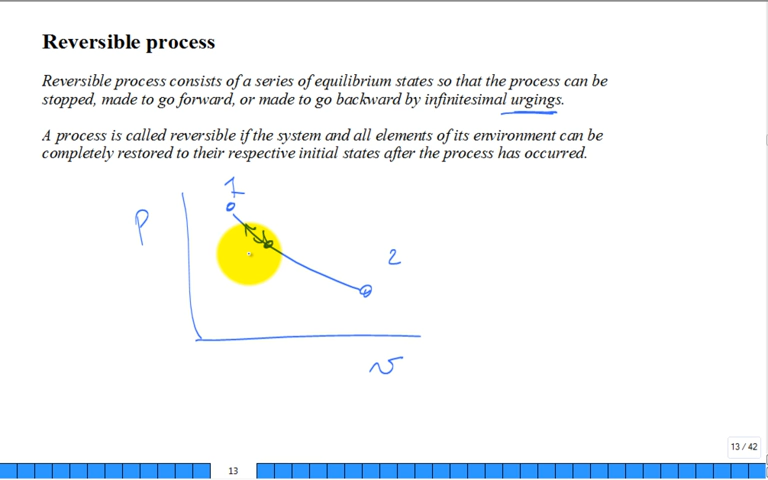 Reversible process
Reversible process consists of a series of equilibrium states so that the process can be
stopped, made to go forward, or made to go backward by infinitesimal urgings.
A process is called reversible if the system and all elements of its environment can be
completely restored to their respective initial states after the process has occurred.
1
P
2
v
13 / 42
13